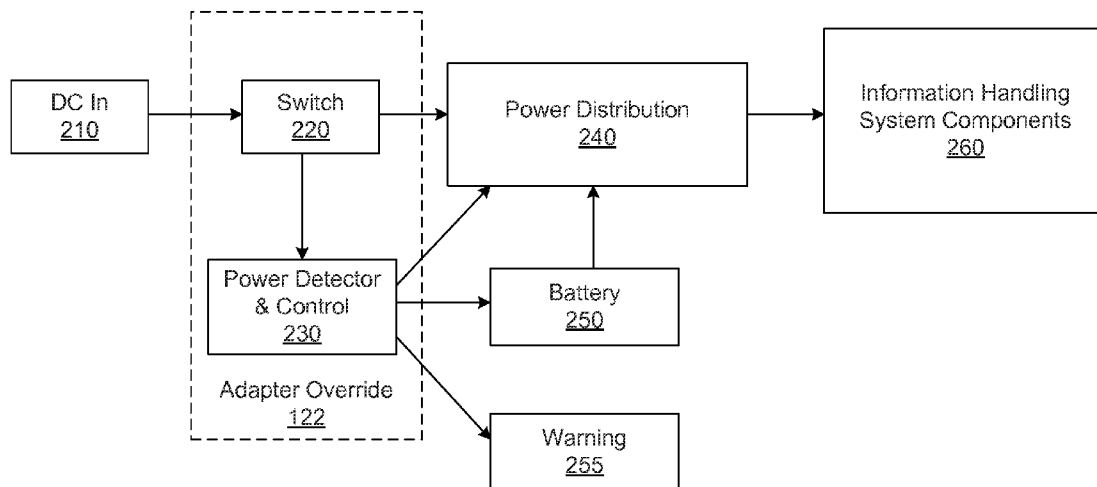 DC In
210
Switch
220
Power Distribution
240
Information Handling
System Components
260
Power Detector
& Control
230
Battery
250
Adapter Override
122
Warning
255